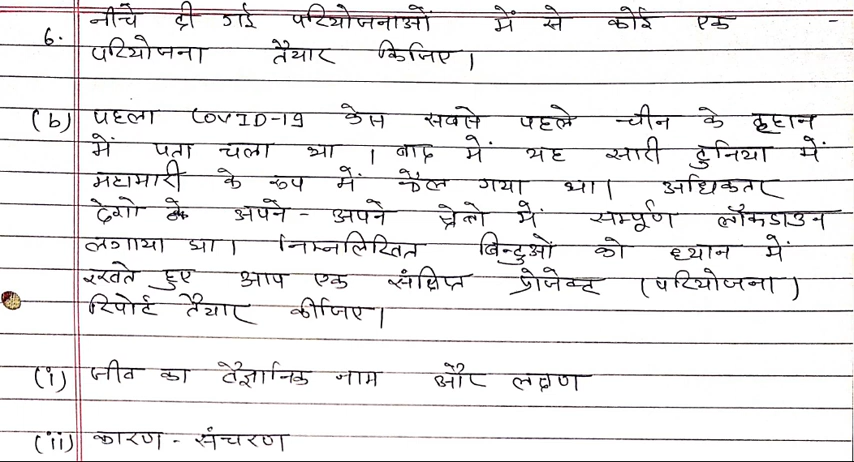 6. नीचे दी गई परियोजनाओं में से कोई एक -
परियोजना तैयार किजिए।
(b) पहला COVID-19 केस सबसे पहले चीन के वुहान
में पता चला था। बाद में यह सारी दुनिया में
महामारी के रूप में फैल गया था। अधिकतर
देशो ने अपने-अपने क्षेत्रो में सम्पूर्ण लॉकडाउन
लगाया था। निम्नलिखित बिन्दुओं को ध्यान में
रखते हुए आप एक संक्षिप्त प्रोजेक्ट (परियोजना)
रिपोर्ट तैयार कीजिए।
(i) जीव का वैज्ञानिक नाम और लक्षण
(ii) कारण - संचरण